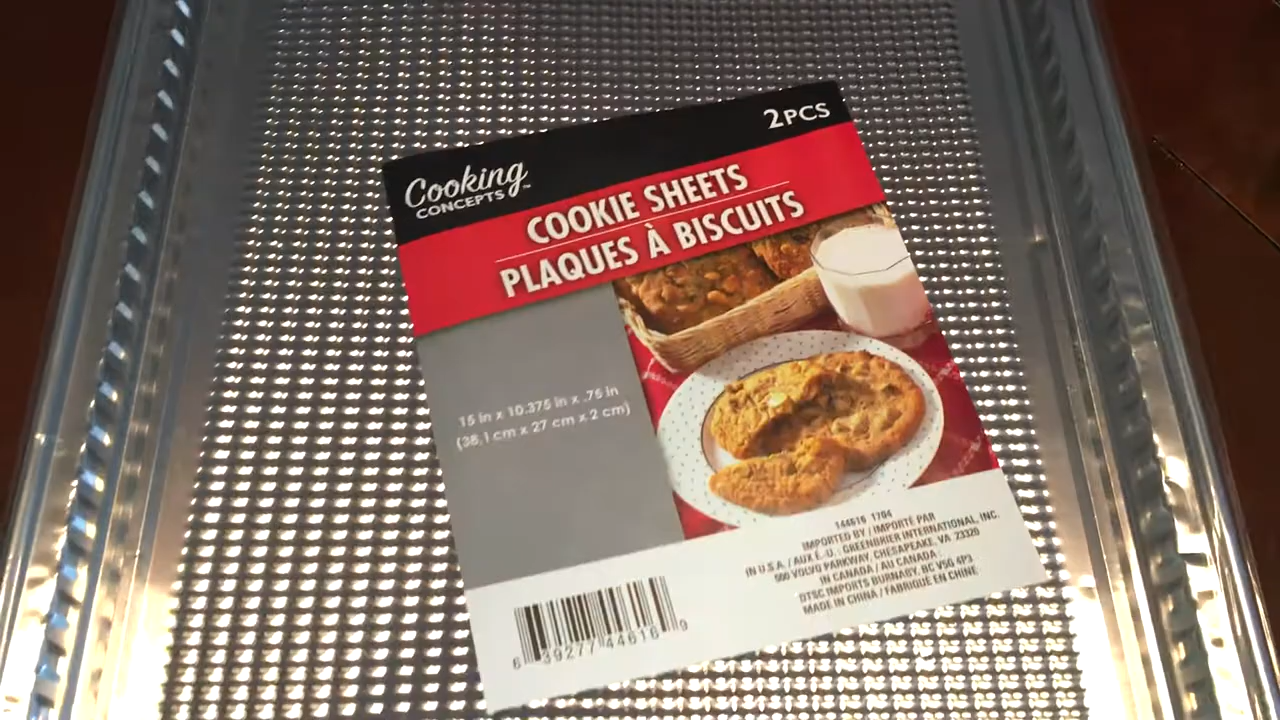 2PCS
Cooking
CONCEPTS™
COOKIE SHEETS
PLAQUES À BISCUITS
15 in x 10.375 in x .75 in
(38,1 cm x 27 cm x 2 cm)
144616 1704
IMPORTED BY / IMPORTÉ PAR
IN U.S.A. / AUX É.-U. : GREENBRIER INTERNATIONAL, INC.
500 VOLVO PARKWAY, CHESAPEAKE, VA 23320
IN CANADA / AU CANADA
DTSC IMPORTS BURNABY, BC V5G 4P3
MADE IN CHINA / FABRIQUÉ EN CHINE
6 39277 44616 9